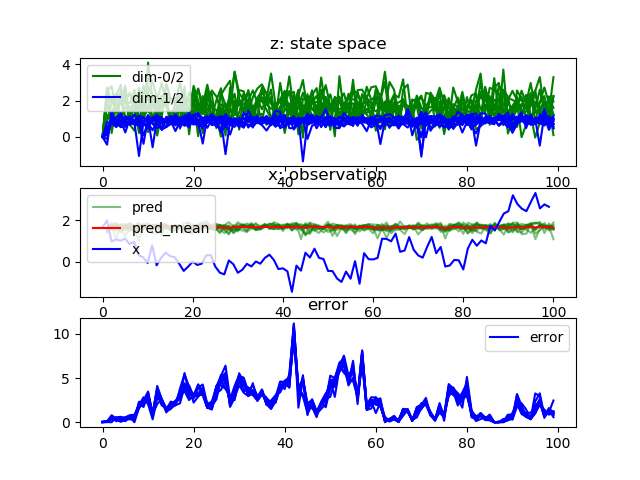 z: state space
4
2
0
dim-0/2
dim-1/2
0 20 40 60 80 100
x: observation
2
0
pred
pred_mean
x
0 20 40 60 80 100
error
10
5
0
error
0 20 40 60 80 100